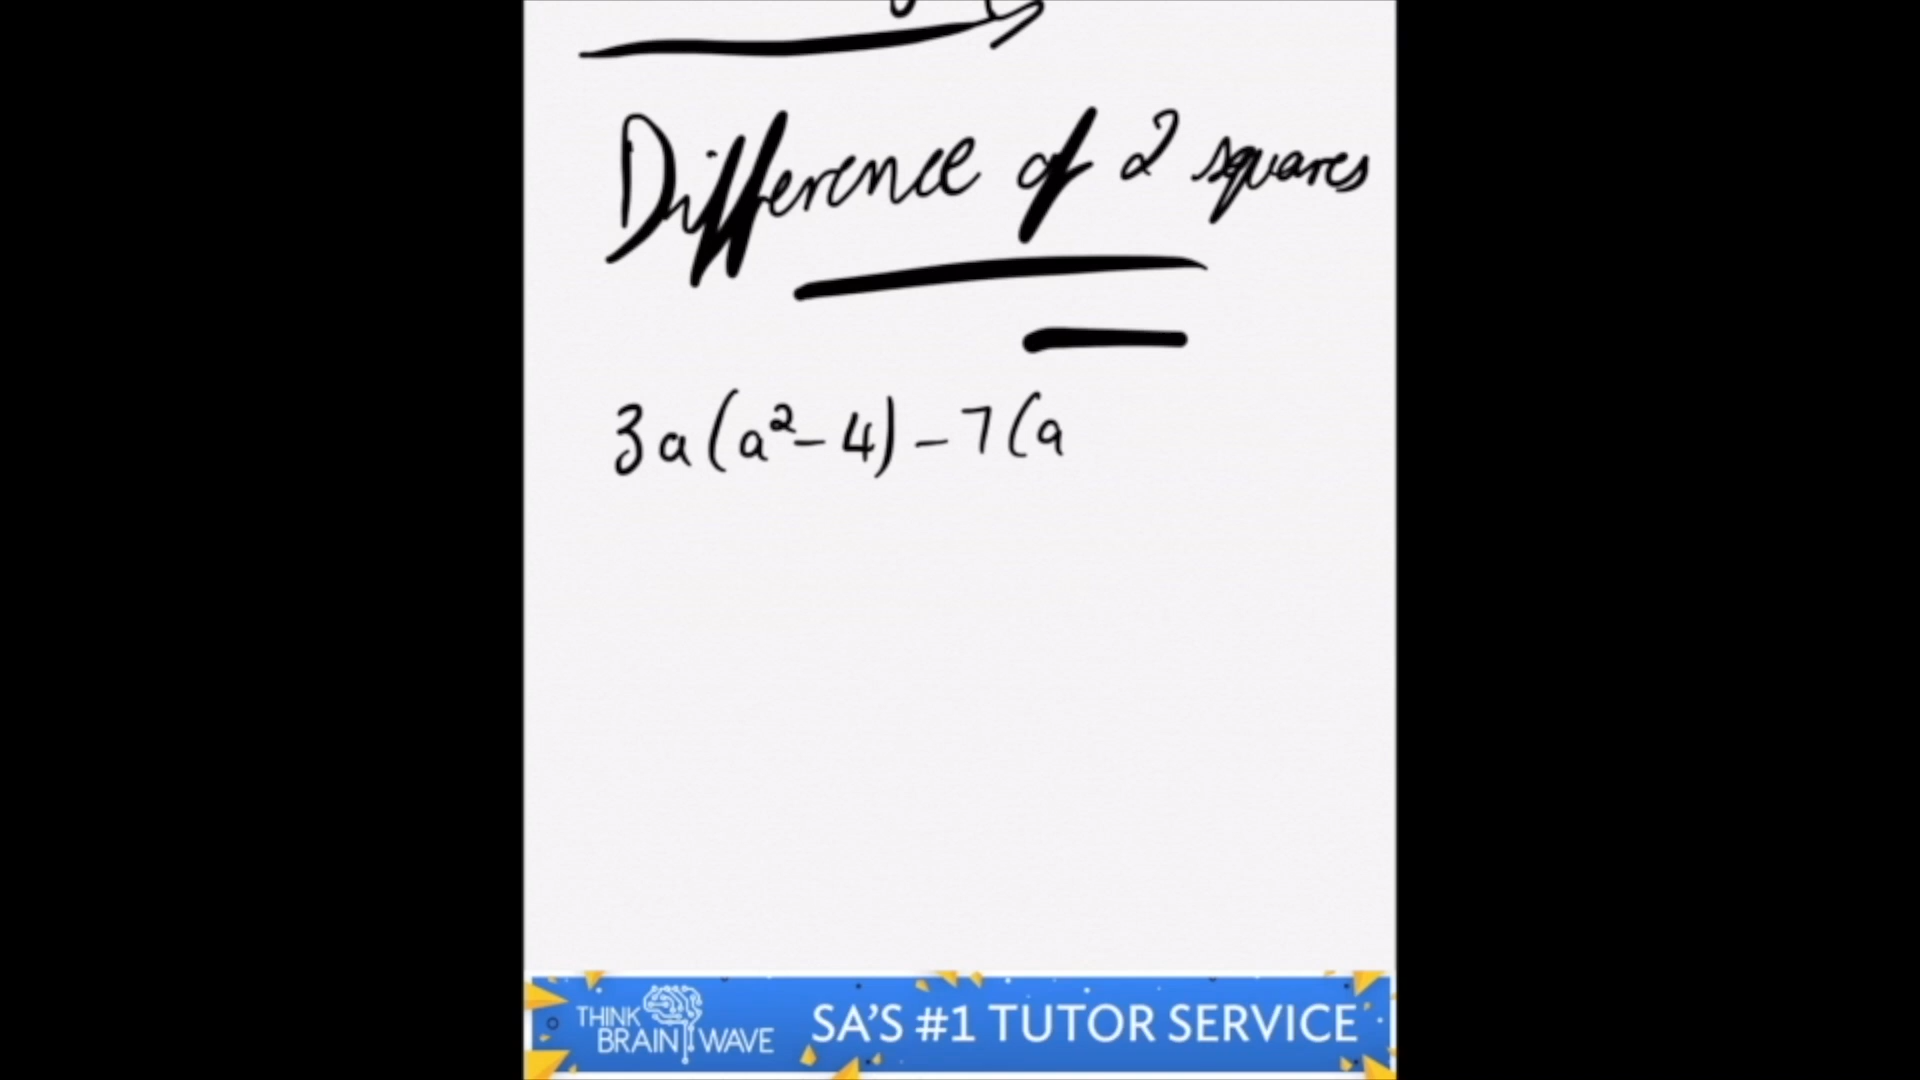 Difference of 2 squares
3a(a²-4)-7(a
THINK BRAIN WAVE
SA'S #1 TUTOR SERVICE